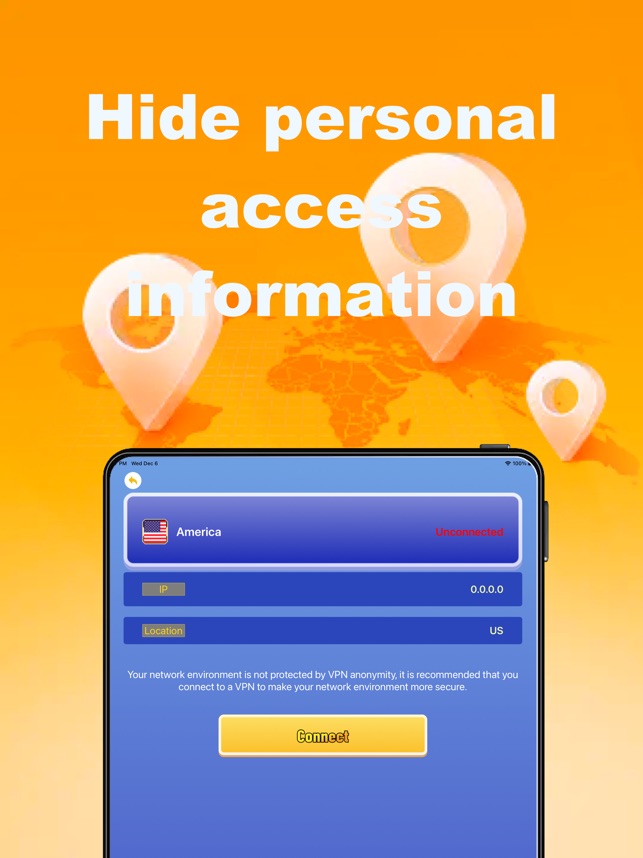 Hide personal
access
information
PM Wed Dec 6
100%
America
Unconnected
IP
0.0.0.0
Location
US
Your network environment is not protected by VPN anonymity, it is recommended that you
connect to a VPN to make your network environment more secure.
Connect